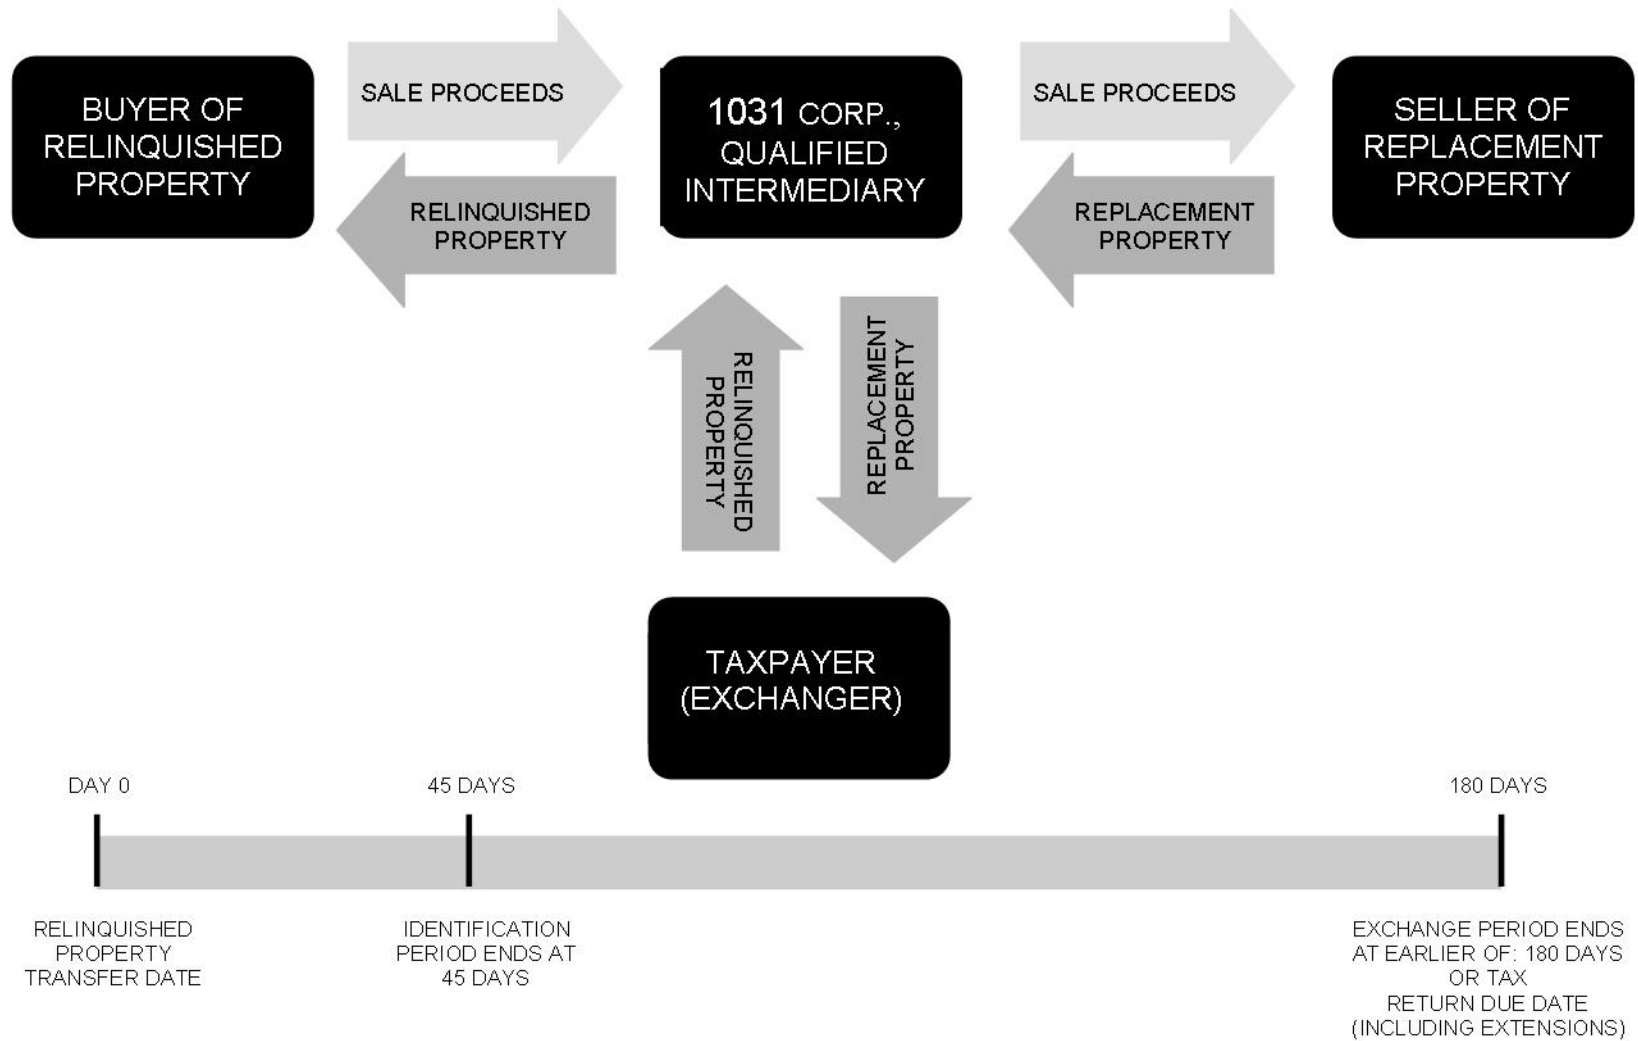 BUYER OF
RELINQUISHED
PROPERTY
SALE PROCEEDS
RELINQUISHED
PROPERTY
1031 CORP.,
QUALIFIED
INTERMEDIARY
SALE PROCEEDS
REPLACEMENT
PROPERTY
SELLER OF
REPLACEMENT
PROPERTY
RELINQUISHED
PROPERTY
REPLACEMENT
PROPERTY
TAXPAYER
(EXCHANGER)
DAY 0
45 DAYS
180 DAYS
RELINQUISHED
PROPERTY
TRANSFER DATE
IDENTIFICATION
PERIOD ENDS AT
45 DAYS
EXCHANGE PERIOD ENDS
AT EARLIER OF: 180 DAYS
OR TAX
RETURN DUE DATE
(INCLUDING EXTENSIONS)